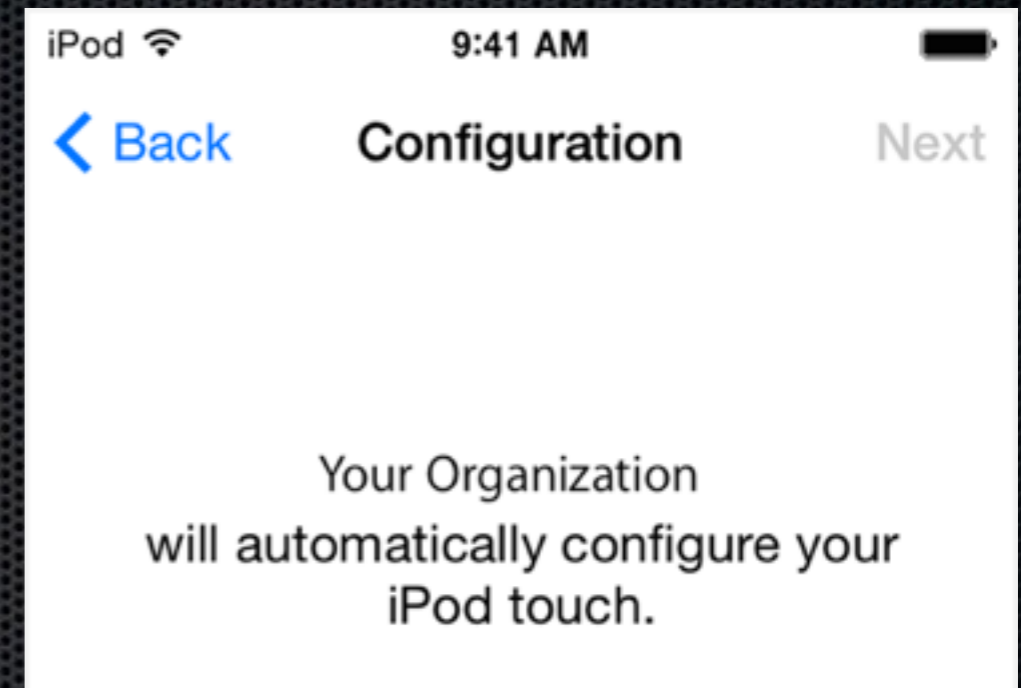 iPod 9:41 AM
Back Configuration Next
Your Organization
will automatically configure your
iPod touch.